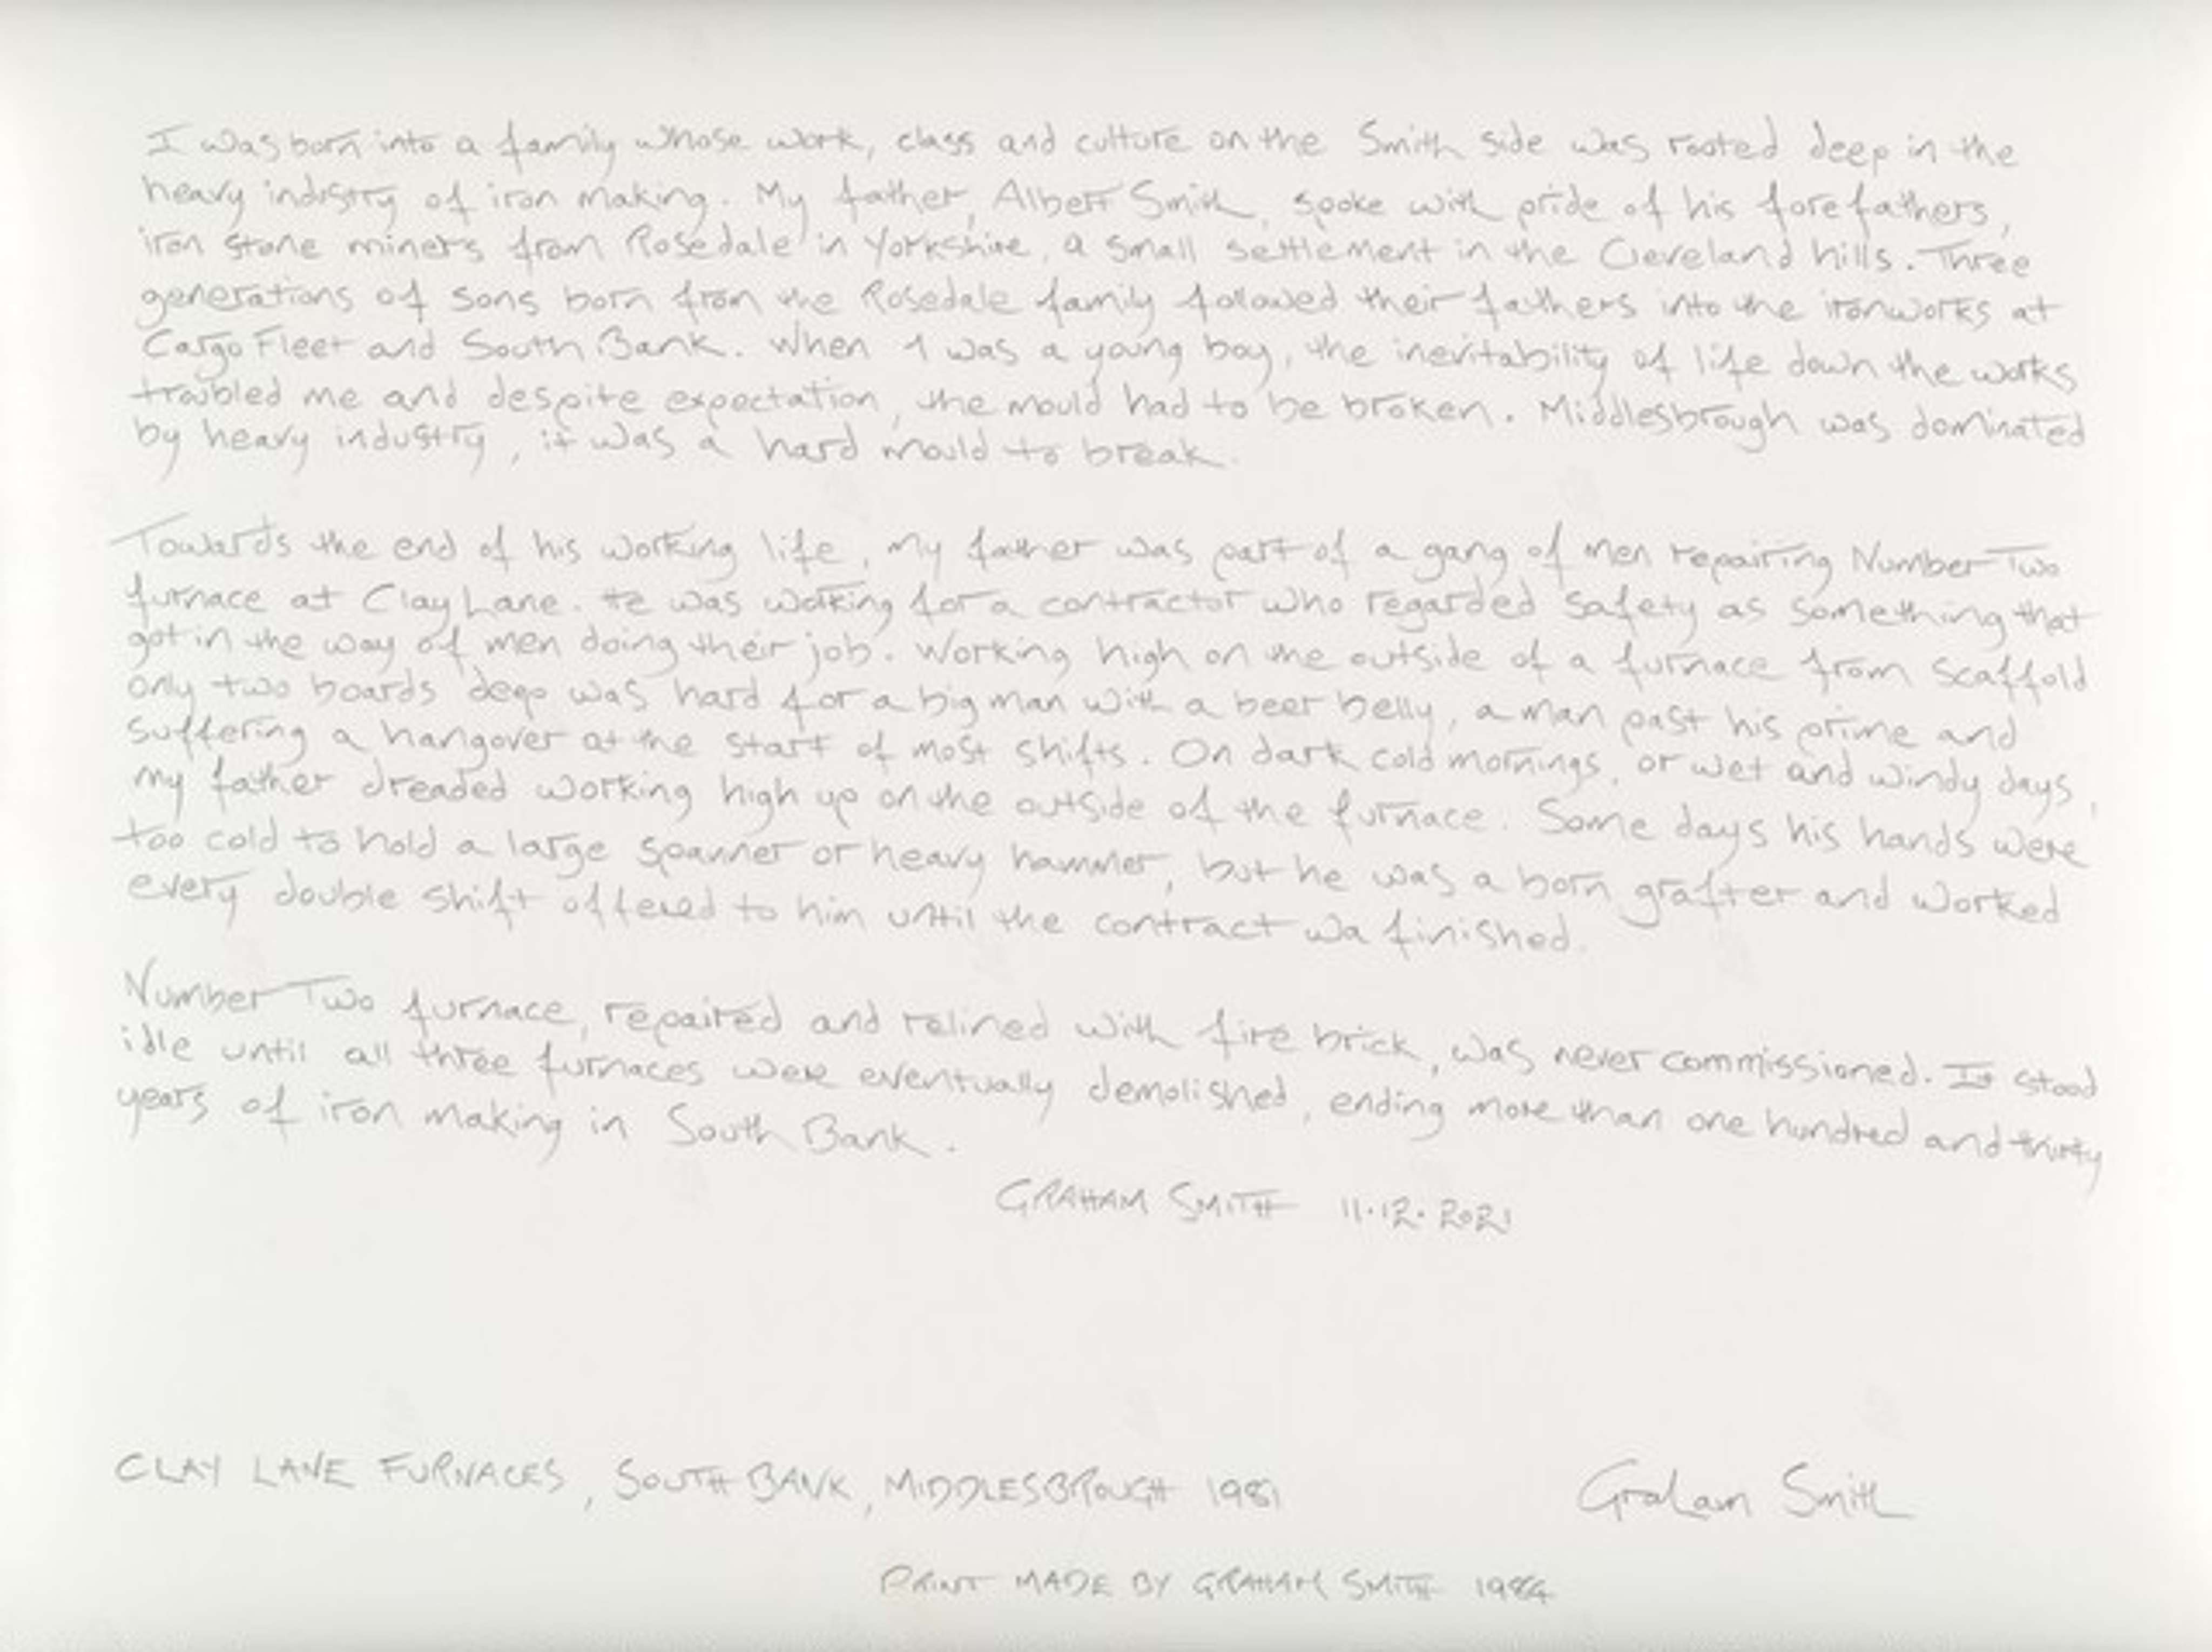 I was born into a family whose work, class and culture on the Smith side was rooted deep in the
heavy industry of iron making. My father, Albert Smith, spoke with pride of his forefathers,
iron stone miners from Rosedale in Yorkshire, a small settlement in the Cleveland hills. Three
generations of sons born from the Rosedale family followed their fathers into the ironworks at
Cargo Fleet and South Bank. When I was a young boy, the inevitability of life down the works
troubled me and despite expectation, the mould had to be broken. Middlesbrough was dominated
by heavy industry, it was a hard mould to break.
Towards the end of his working life, my father was part of a gang of men repairing Number Two
furnace at Clay Lane. He was working for a contractor who regarded safety as something that
got in the way of men doing their job. Working high on the outside of a furnace from scaffold
only two boards deep was hard for a big man with a beer belly, a man past his prime and
suffering a hangover at the start of most shifts. On dark cold mornings, or wet and windy days,
my father dreaded working high up on the outside of the furnace. Some days his hands were
too cold to hold a large spanner or heavy hammer, but he was a born grafter and worked
every double shift offered to him until the contract wa finished.
Number Two furnace, repaired and relined with fire brick, was never commissioned. It stood
idle until all three furnaces were eventually demolished, ending more than one hundred and thirty
years of iron making in South Bank.
GRAHAM SMITH 11.12.2021
CLAY LANE FURNACES, SOUTH BANK, MIDDLESBROUGH 1981
Graham Smith
PRINT MADE BY GRAHAM SMITH 1984